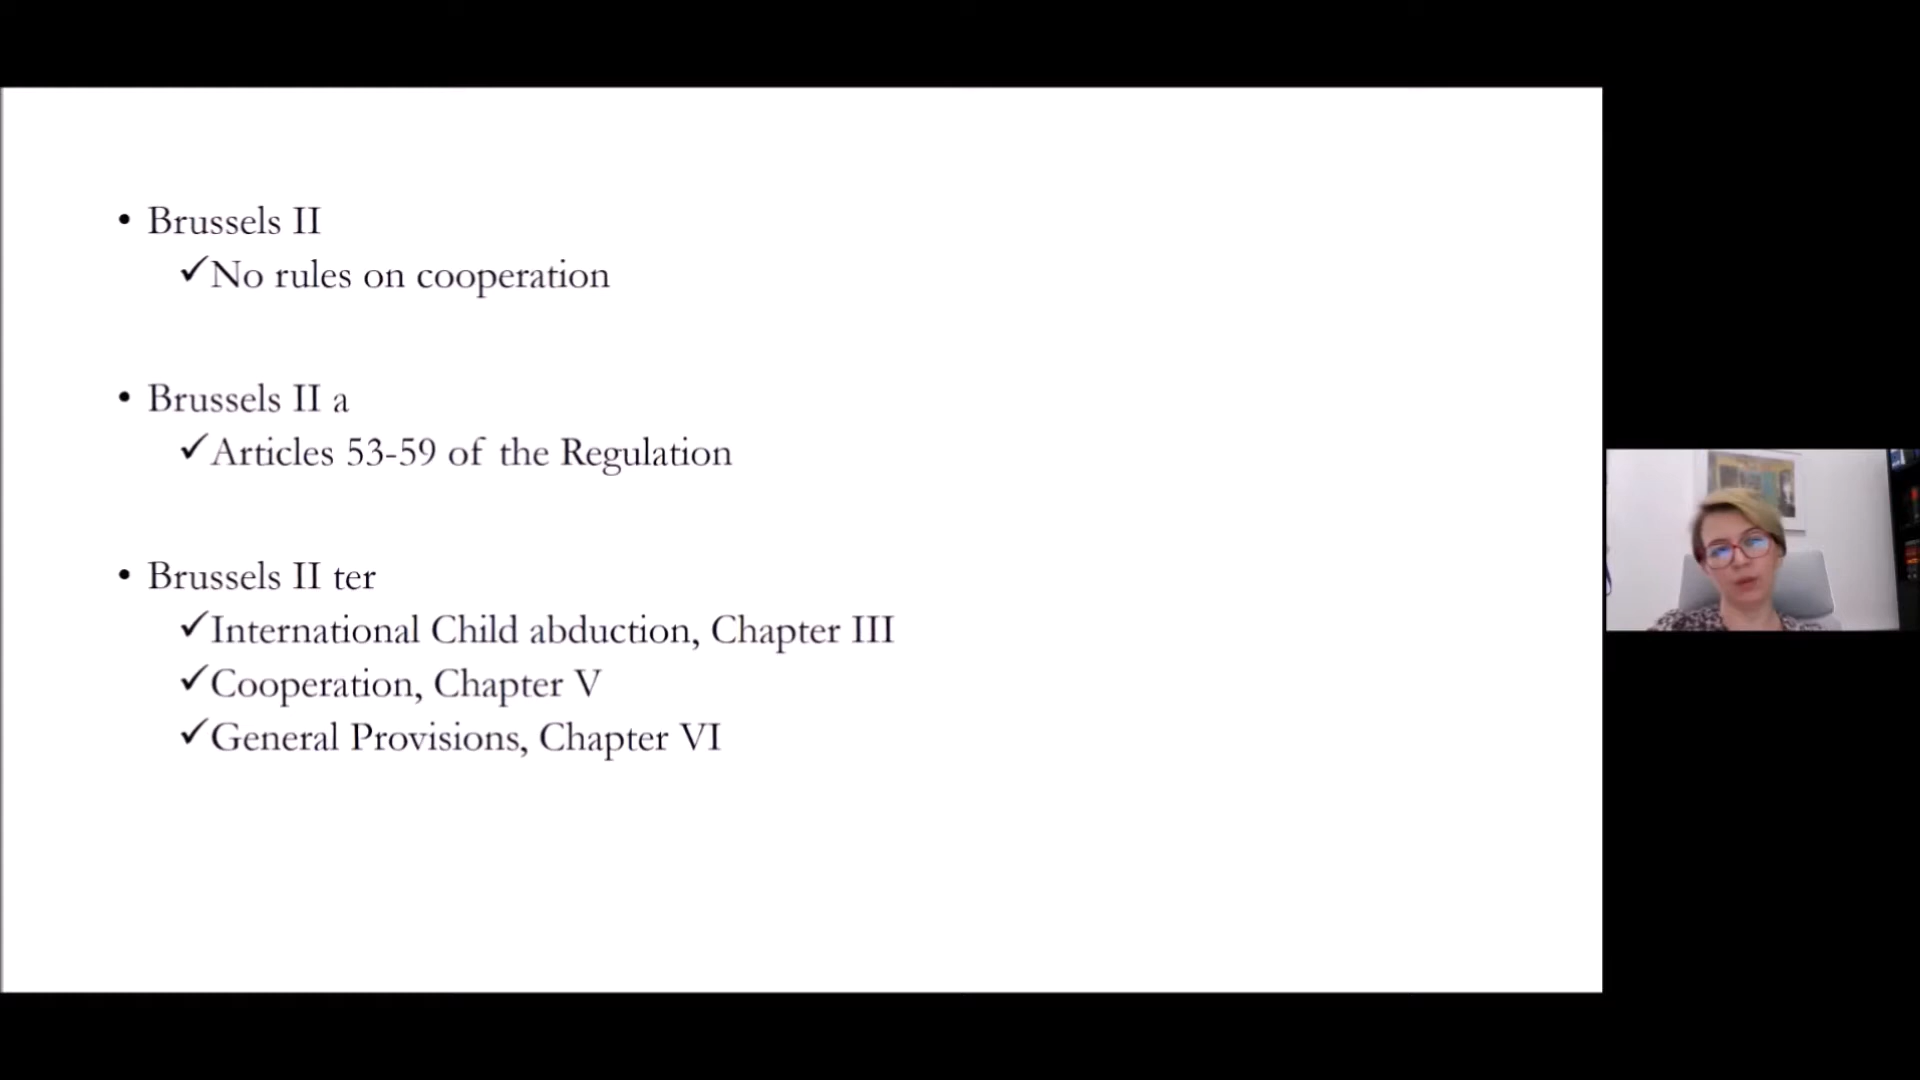 • Brussels II
✓No rules on cooperation
• Brussels II a
✓Articles 53-59 of the Regulation
• Brussels II ter
✓International Child abduction, Chapter III
✓Cooperation, Chapter V
✓General Provisions, Chapter VI